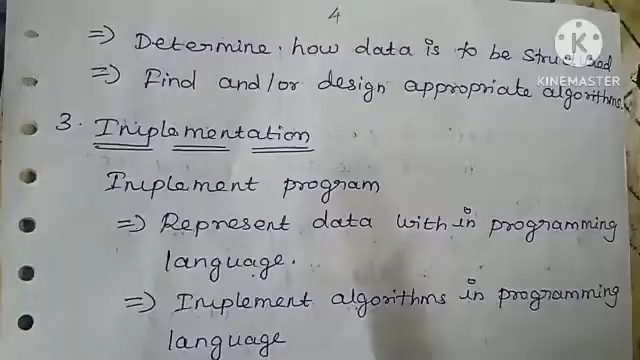 4
=> Determine how data is to be structured
=> Find and/or design appropriate algorithms.
3. Implementation
Implement program
=> Represent data with in programming
language.
=> Implement algorithms in programming
language
K
KINEMASTER